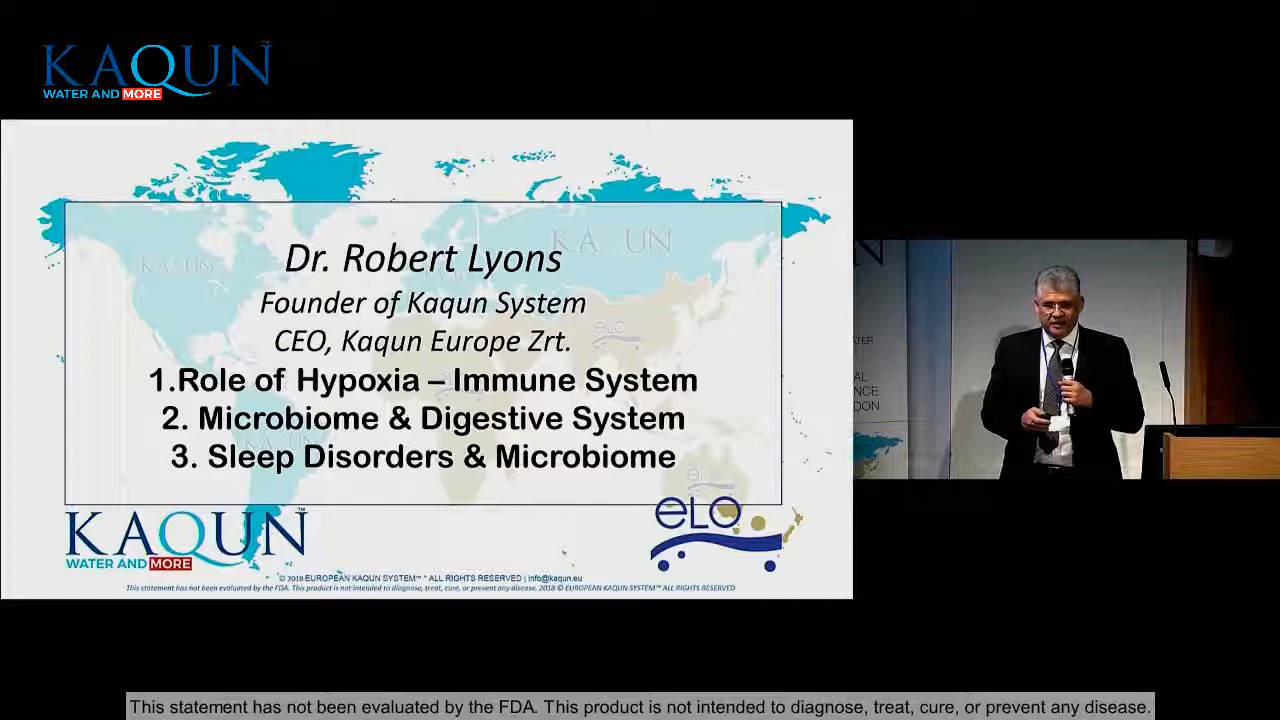 KAQUN™
WATER AND MORE
Dr. Robert Lyons
Founder of Kaqun System
CEO, Kaqun Europe Zrt.
1.Role of Hypoxia – Immune System
2. Microbiome & Digestive System
3. Sleep Disorders & Microbiome
KAQUN™
WATER AND MORE
eLO
© 2018 EUROPEAN KAQUN SYSTEM™ * ALL RIGHTS RESERVED | info@kaqun.eu
This statement has not been evaluated by the FDA. This product is not intended to diagnose, treat, cure, or prevent any disease. 2018 © EUROPEAN KAQUN SYSTEM™ ALL RIGHTS RESERVED
This statement has not been evaluated by the FDA. This product is not intended to diagnose, treat, cure, or prevent any disease.